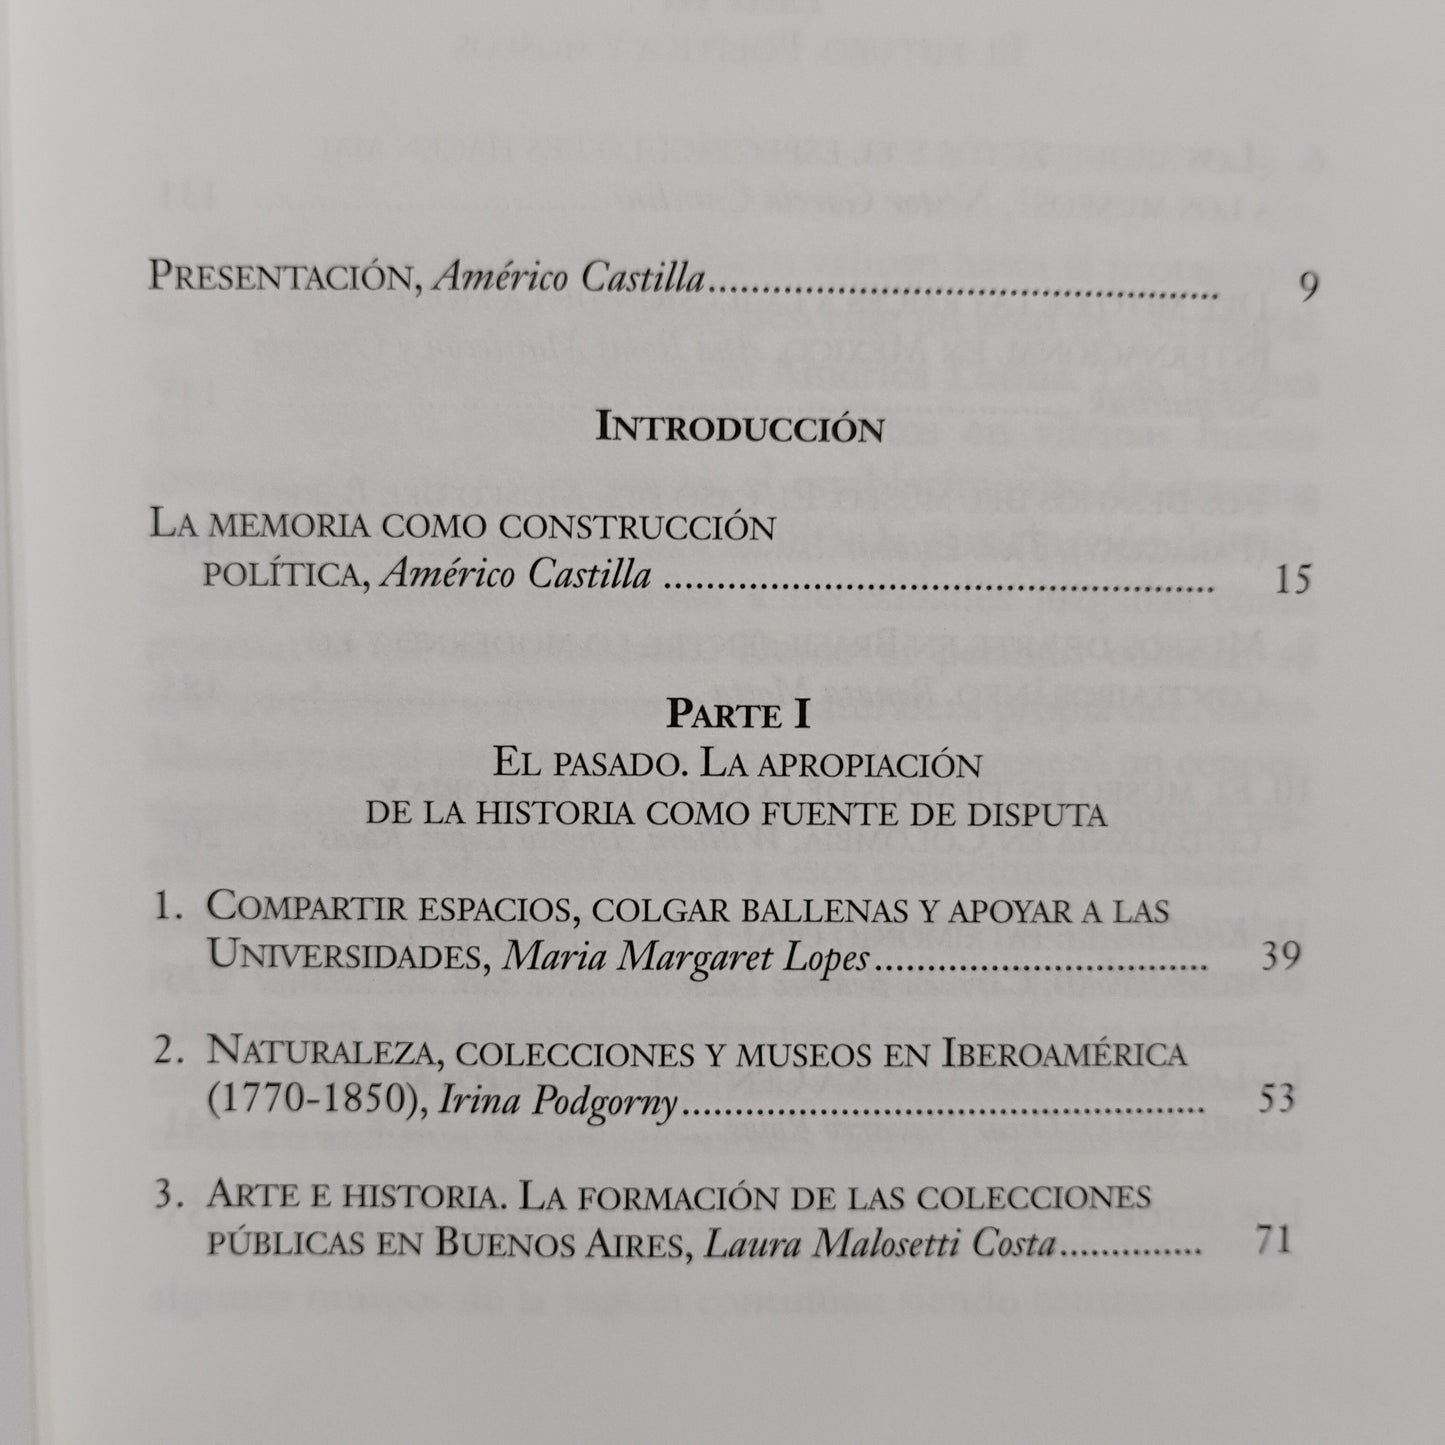 Presentación, Américo Castilla .......... 9
Introducción
La memoria como construcción
política, Américo Castilla .......... 15
Parte I
El pasado. La apropiación
de la historia como fuente de disputa
1. Compartir espacios, colgar ballenas y apoyar a las
Universidades, Maria Margaret Lopes .......... 39
2. Naturaleza, colecciones y museos en Iberoamérica
(1770-1850), Irina Podgorny .......... 53
3. Arte e historia. La formación de las colecciones
públicas en Buenos Aires, Laura Malosetti Costa .......... 71